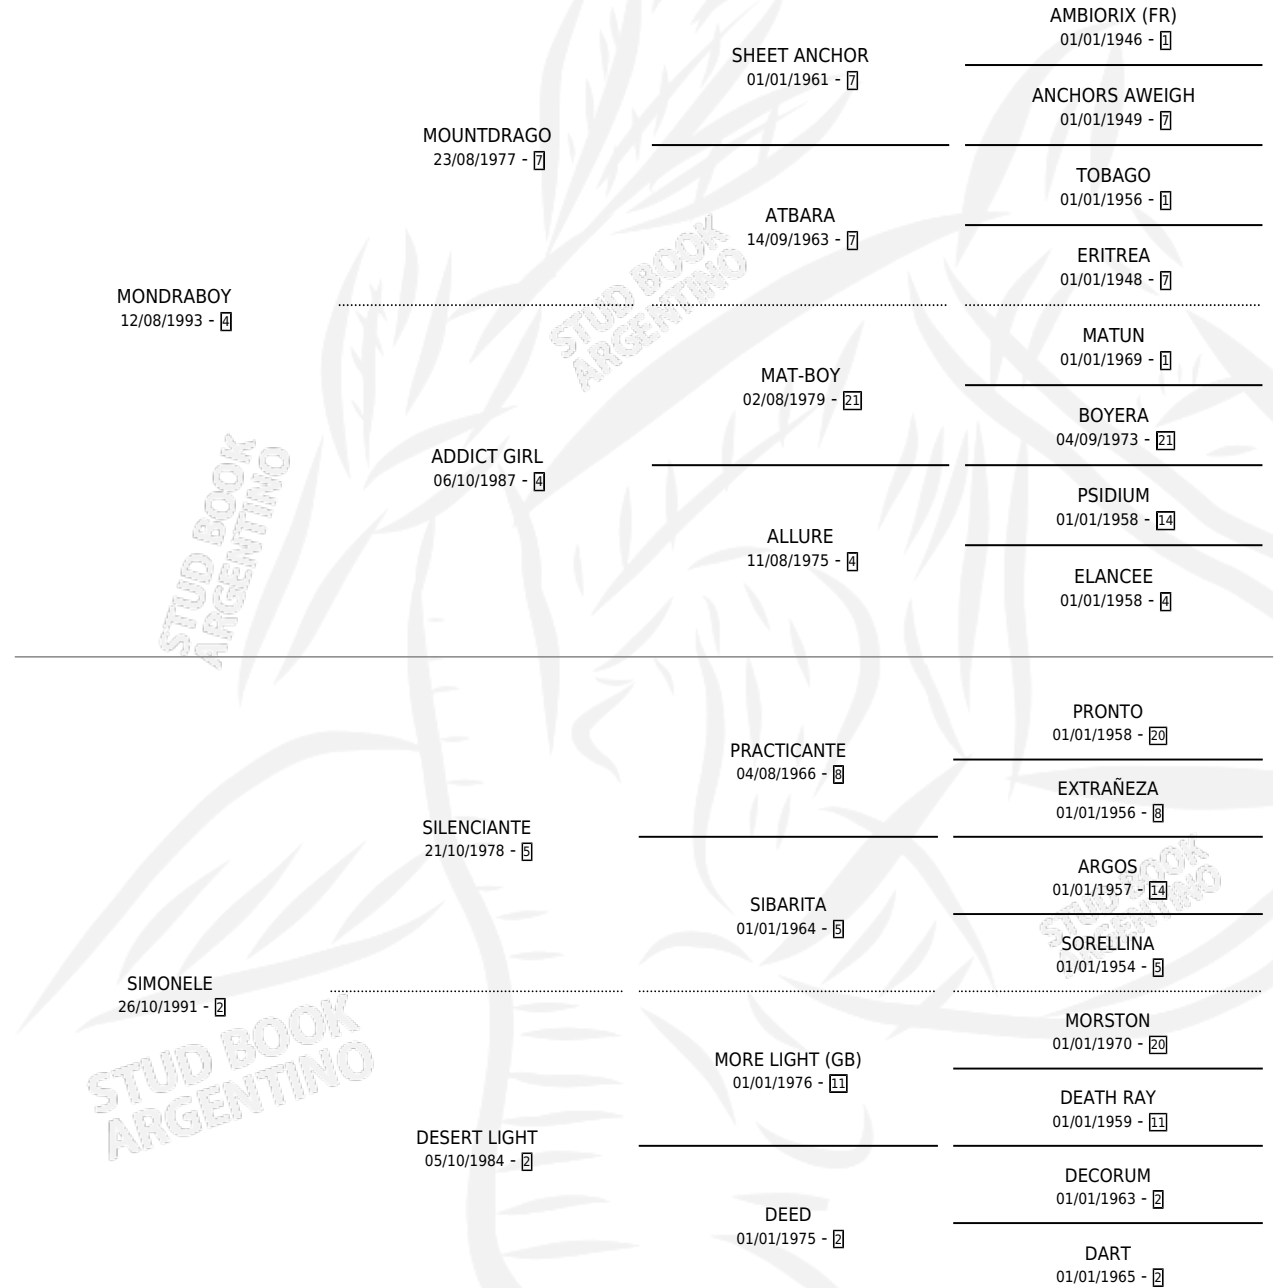 AMBIORIX (FR)
01/01/1946 - 1
SHEET ANCHOR
01/01/1961 - 7
ANCHORS AWEIGH
01/01/1949 - 7
MOUNTDRAGO
23/08/1977 - 7
TOBAGO
01/01/1956 - 1
ATBARA
14/09/1963 - 7
ERITREA
01/01/1948 - 7
MONDRABOY
12/08/1993 - 4
STUD BOOK
ARGENTINO
MATUN
01/01/1969 - 1
MAT-BOY
02/08/1979 - 21
BOYERA
04/09/1973 - 21
ADDICT GIRL
06/10/1987 - 4
PSIDIUM
01/01/1958 - 14
ALLURE
11/08/1975 - 4
ELANCEE
01/01/1958 - 4
STUD BOOK
ARGENTINO
PRONTO
01/01/1958 - 20
PRACTICANTE
04/08/1966 - 8
EXTRAÑEZA
01/01/1956 - 8
SILENCIANTE
21/10/1978 - 5
ARGOS
01/01/1957 - 14
SIBARITA
01/01/1964 - 5
STUD BOOK
ARGENTINO
SORELLINA
01/01/1954 - 5
SIMONELE
26/10/1991 - 2
MORSTON
01/01/1970 - 20
MORE LIGHT (GB)
01/01/1976 - 11
DEATH RAY
01/01/1959 - 11
STUD BOOK
ARGENTINO
DESERT LIGHT
05/10/1984 - 2
DECORUM
01/01/1963 - 2
DEED
01/01/1975 - 2
DART
01/01/1965 - 2